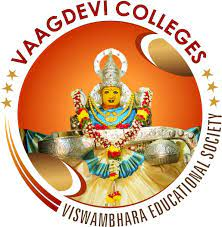 VAAGDEVI COLLEGES
VISWAMBHARA EDUCATIONAL SOCIETY